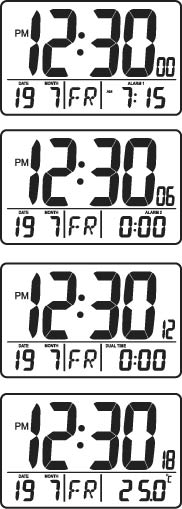 PM 12:30 00
DATE MONTH ALARM 1
19 7 FR AM 7:15
PM 12:30 06
DATE MONTH ALARM 2
19 7 FR 0:00
PM 12:30 12
DATE MONTH DUAL TIME
19 7 FR 0:00
PM 12:30 18
DATE MONTH °C
19 7 FR 25.0